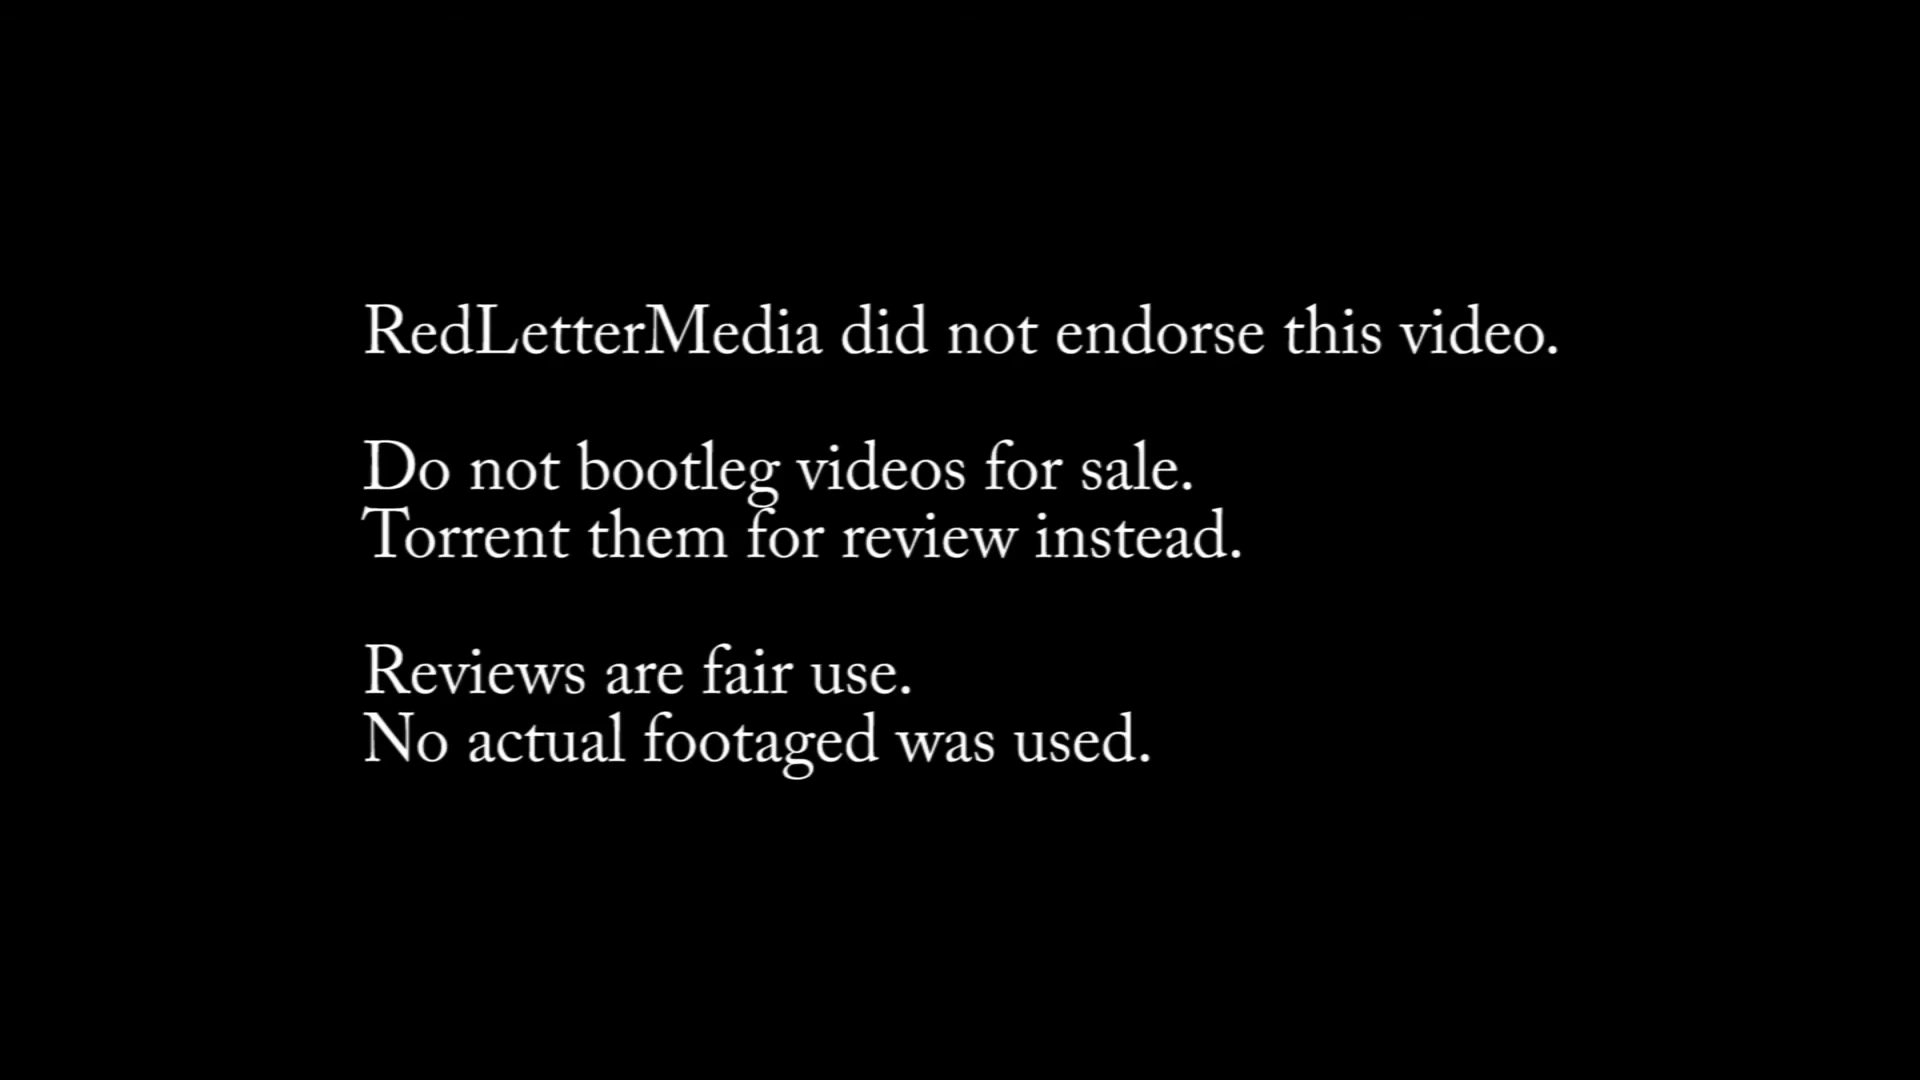 RedLetterMedia did not endorse this video.
Do not bootleg videos for sale.
Torrent them for review instead.
Reviews are fair use.
No actual footaged was used.